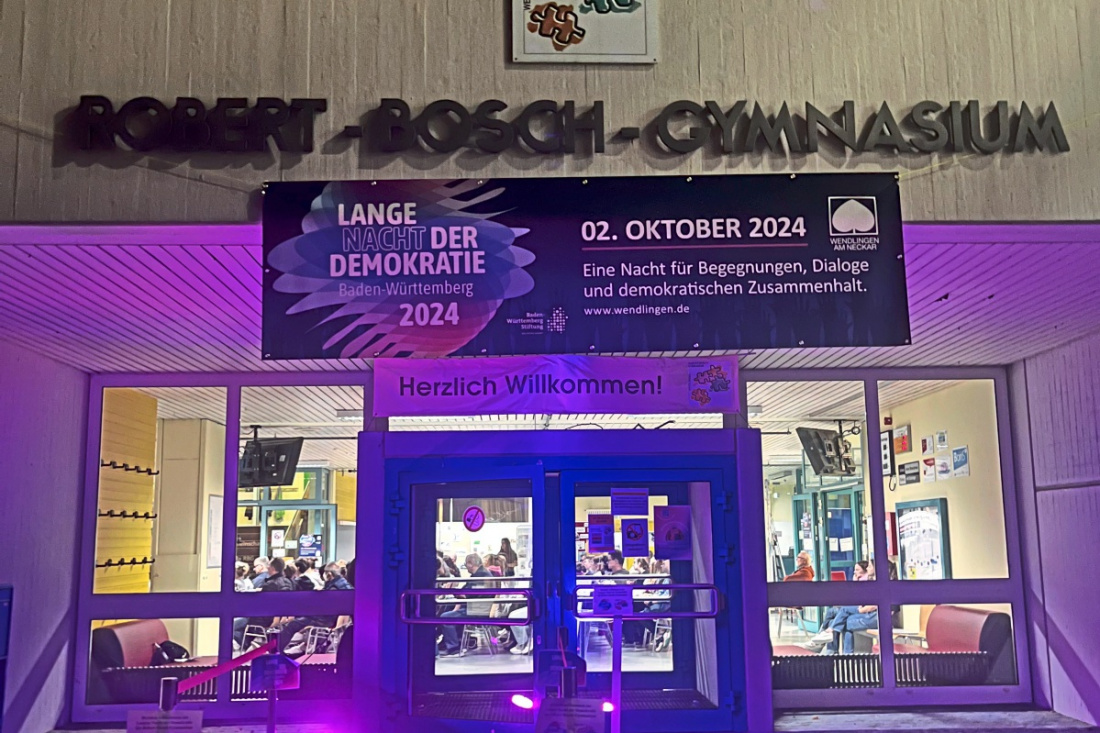 ROBERT-BOSCH-GYMNASIUM
LANGE
NACHT DER
DEMOKRATIE
Baden-Württemberg
2024
Baden-
Württemberg
Stiftung
02. OKTOBER 2024
Eine Nacht für Begegnungen, Dialoge
und demokratischen Zusammenhalt.
www.wendlingen.de
WENDLINGEN
AM NECKAR
Herzlich Willkommen!